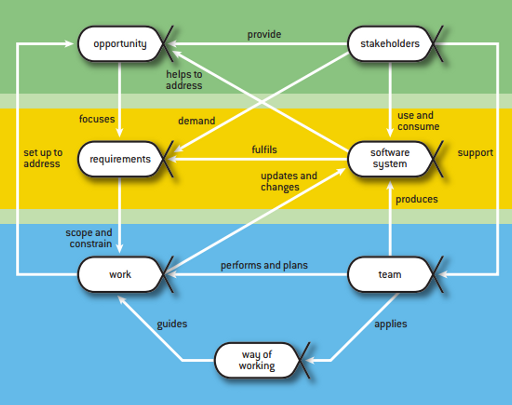 provide
opportunity
stakeholders
helps to
address
focuses
demand
use and
consume
set up to
address
requirements
fulfils
software
system
support
updates and
changes
produces
scope and
constrain
work
performs and plans
team
guides
applies
way of
working